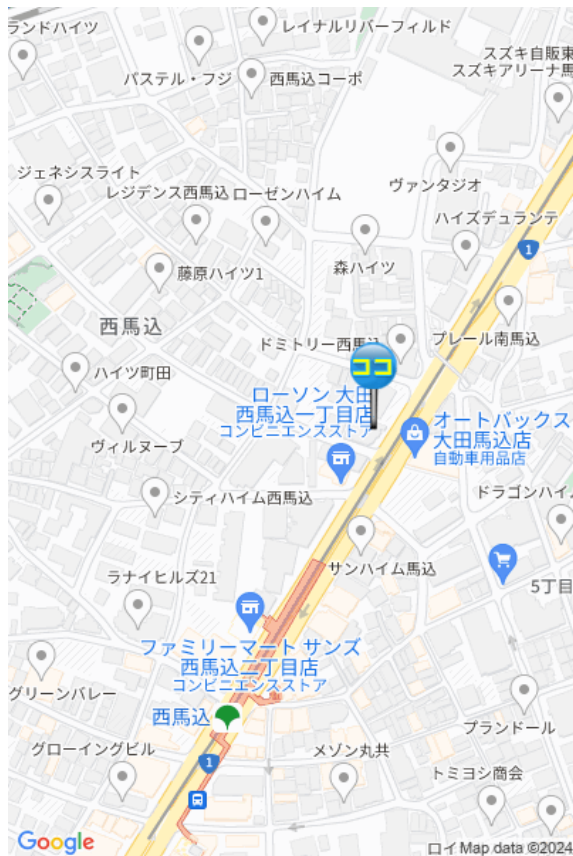 ランドハイツ
レイナルリバーフィルド
スズキ自販東
スズキアリーナ馬
パステル・フジ
西馬込コーポ
ジェネシスライト
レジデンス西馬込
ローゼンハイム
ヴァンタジオ
ハイズデュランテ
1
藤原ハイツ1
森ハイツ
西馬込
ドミトリー西馬込
プレール南馬込
ココ
ハイツ町田
ローソン 大田
西馬込一丁目店
コンビニエンスストア
オートバックス
大田馬込店
自動車用品店
ヴィルヌーブ
シティハイム西馬込
ドラゴンハイム
サンハイム馬込
ラナイヒルズ21
5丁目
ファミリーマート サンズ
西馬込二丁目店
コンビニエンスストア
グリーンバレー
西馬込
プランドール
グローイングビル
1
メゾン丸共
トミヨシ商会
Google
ロイ
Map data ©2024